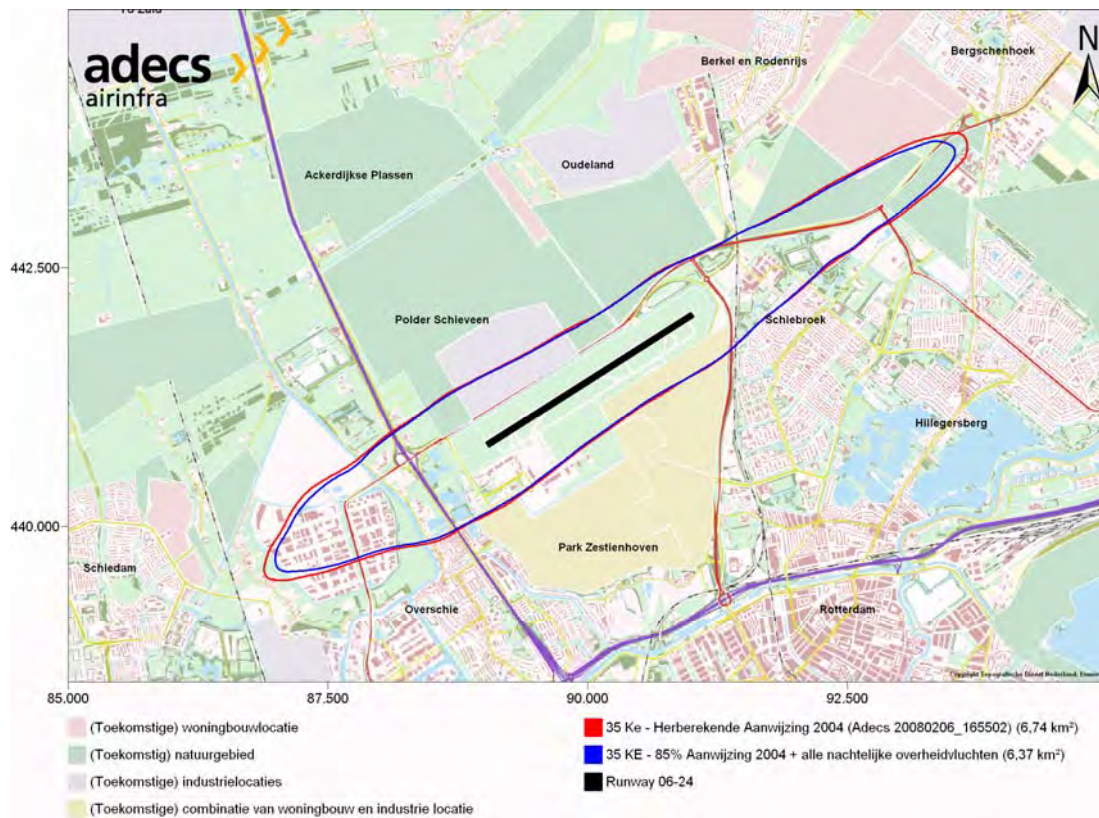 adecs
airinfra
N
Bergschenhoek
Berkel en Rodenrijs
Oudeland
Ackerdijkse Plassen
442.500
Polder Schieveen
Schiebroek
Hillegersberg
440.000
Park Zestienhoven
Schiedam
Overschie
Rotterdam
85.000
87.500
90.000
92.500
(Toekomstige) woningbouwlocatie
(Toekomstig) natuurgebied
(Toekomstige) industrielocaties
(Toekomstige) combinatie van woningbouw en industrie locatie
35 Ke - Herberekende Aanwijzing 2004 (Adecs 20080206_165502) (6,74 km²)
35 KE - 85% Aanwijzing 2004 + alle nachtelijke overheidvluchten (6,37 km²)
Runway 06-24